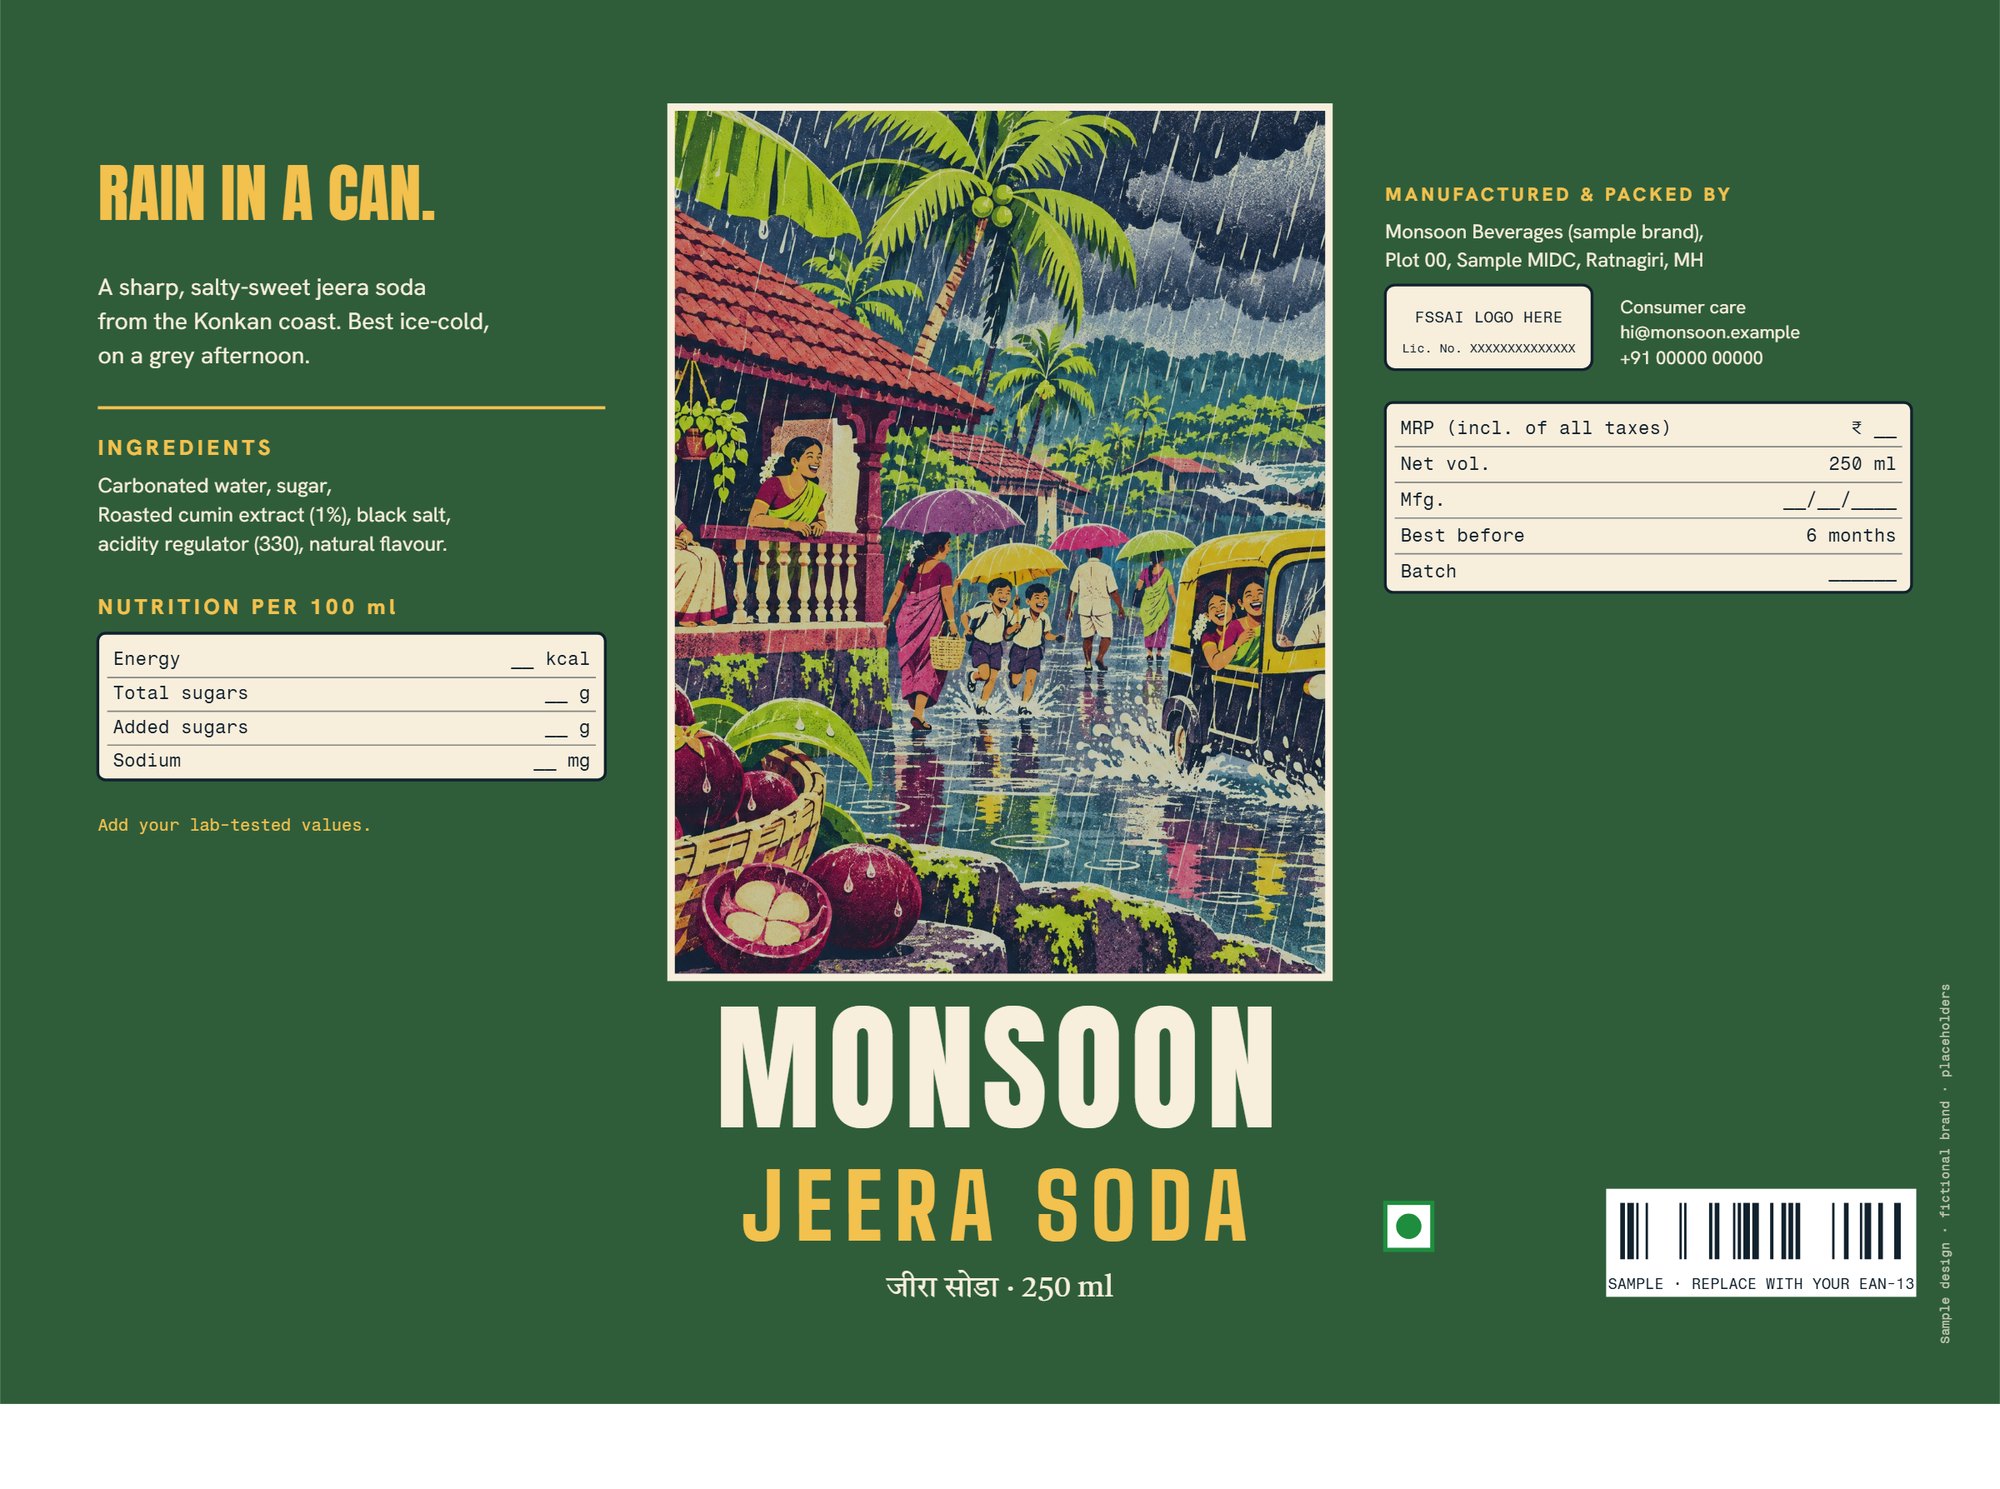 RAIN IN A CAN.
A sharp, salty-sweet jeera soda
from the Konkan coast. Best ice-cold,
on a grey afternoon.
INGREDIENTS
Carbonated water, sugar,
Roasted cumin extract (1%), black salt,
acidity regulator (330), natural flavour.
NUTRITION PER 100 ml
Energy __ kcal
Total sugars __ g
Added sugars __ g
Sodium __ mg
Add your lab-tested values.
MONSOON
JEERA SODA
जीरा सोडा · 250 ml
MANUFACTURED & PACKED BY
Monsoon Beverages (sample brand),
Plot 00, Sample MIDC, Ratnagiri, MH
FSSAI LOGO HERE
Lic. No. XXXXXXXXXXXXXX
Consumer care
hi@monsoon.example
+91 00000 00000
MRP (incl. of all taxes) ₹ __
Net vol. 250 ml
Mfg. __/__/____
Best before 6 months
Batch ______
SAMPLE · REPLACE WITH YOUR EAN-13
Sample design · fictional brand · placeholders